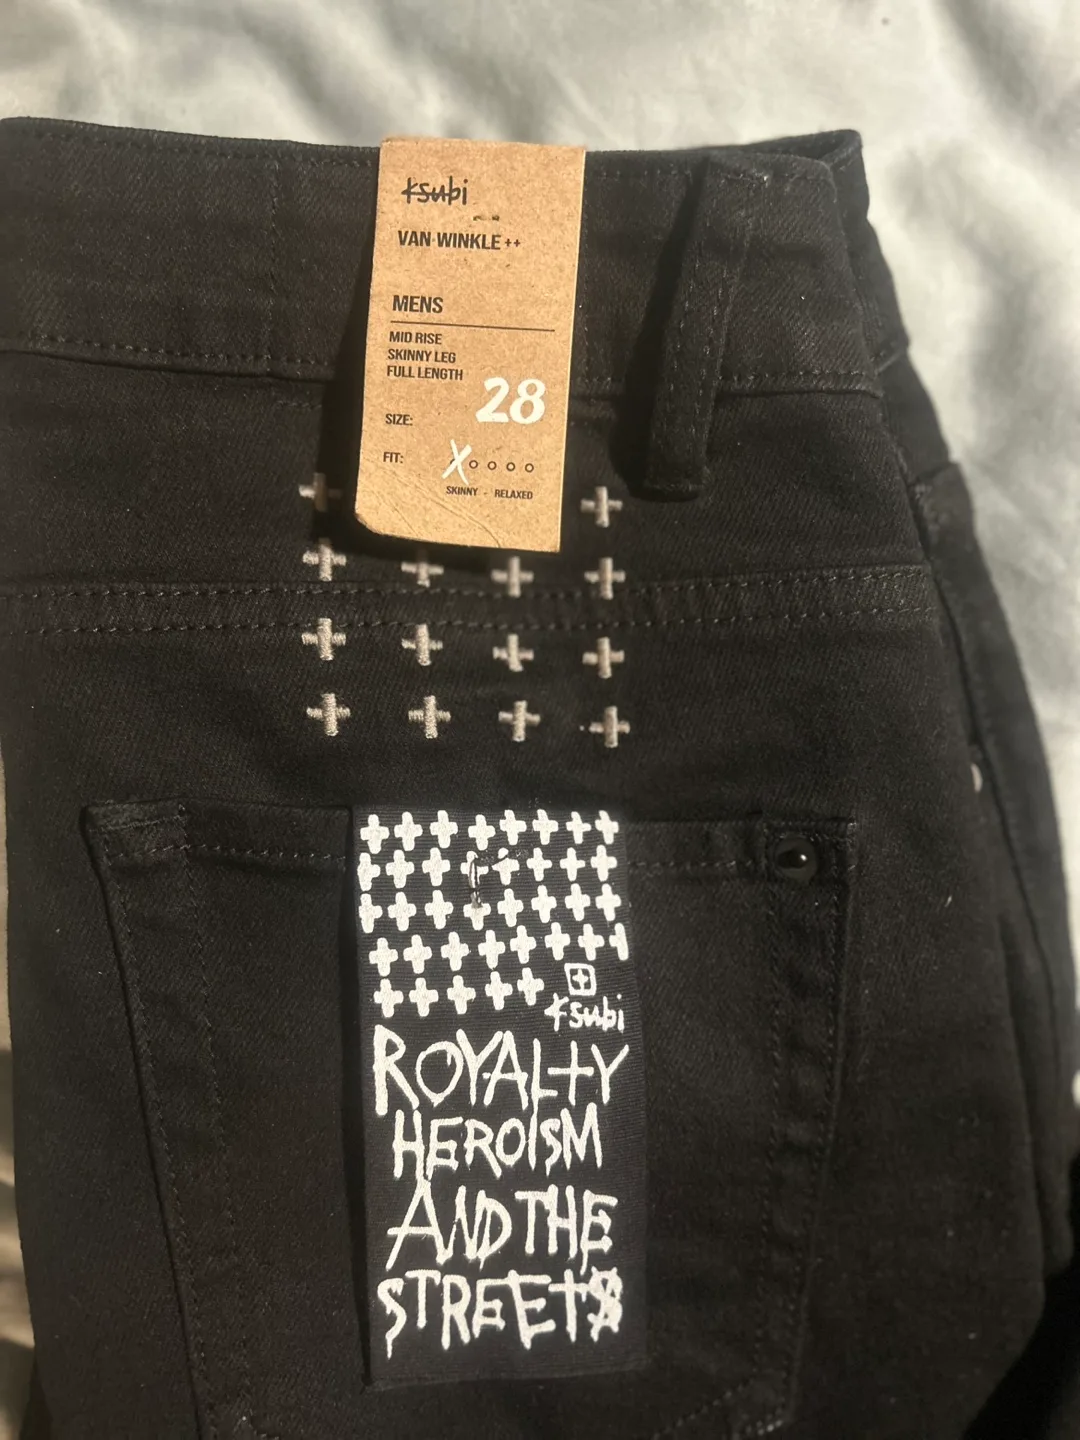 ksubi
VAN WINKLE ++
MENS
MID RISE
SKINNY LEG
FULL LENGTH
SIZE: 28
FIT: X
SKINNY - RELAXED
ksubi
ROYALTY
HEROISM
AND THE
STREET$